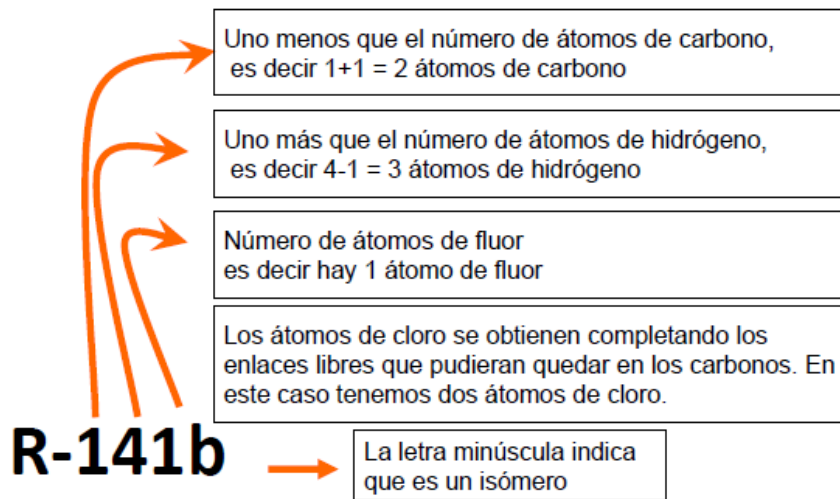 Uno menos que el número de átomos de carbono,
es decir 1+1 = 2 átomos de carbono
Uno más que el número de átomos de hidrógeno,
es decir 4-1 = 3 átomos de hidrógeno
Número de átomos de fluor
es decir hay 1 átomo de fluor
Los átomos de cloro se obtienen completando los
enlaces libres que pudieran quedar en los carbonos. En
este caso tenemos dos átomos de cloro.
R-141b
La letra minúscula indica
que es un isómero